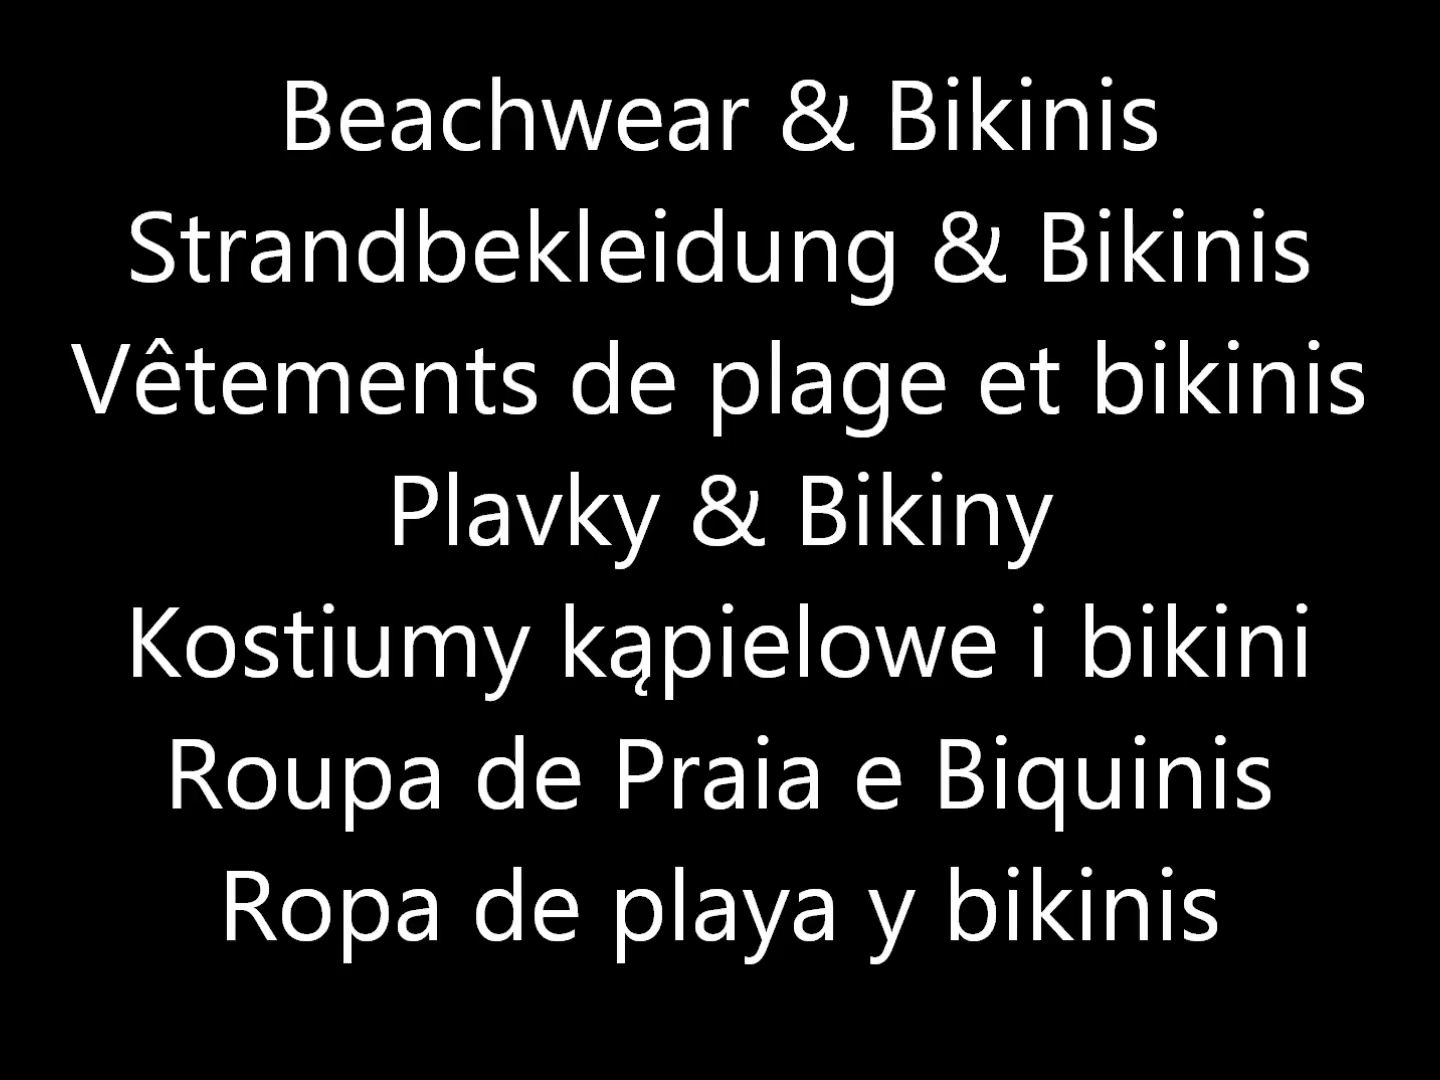 Beachwear & Bikinis
Strandbekleidung & Bikinis
Vêtements de plage et bikinis
Plavky & Bikiny
Kostiumy kąpielowe i bikini
Roupa de Praia e Biquinis
Ropa de playa y bikinis